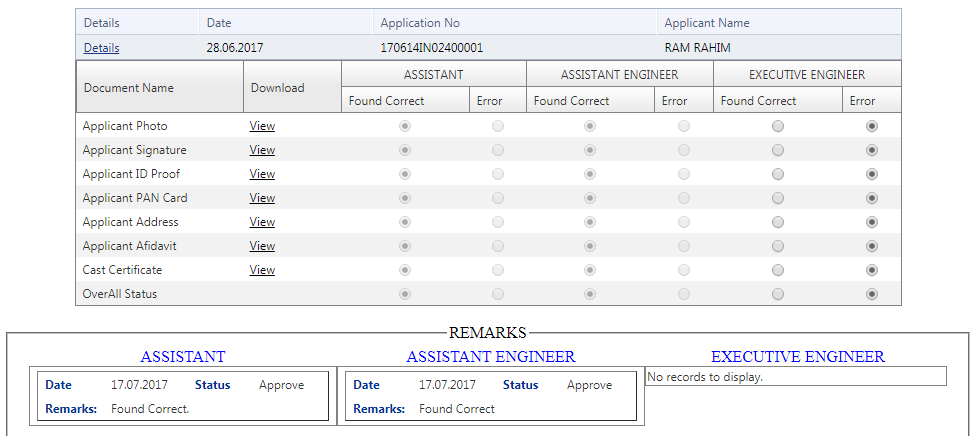 Details Date Application No Applicant Name
Details 28.06.2017 170614IN02400001 RAM RAHIM
Document Name Download ASSISTANT ASSISTANT ENGINEER EXECUTIVE ENGINEER
Found Correct Error Found Correct Error Found Correct Error
Applicant Photo View
Applicant Signature View
Applicant ID Proof View
Applicant PAN Card View
Applicant Address View
Applicant Afidavit View
Cast Certificate View
OverAll Status
REMARKS
ASSISTANT ASSISTANT ENGINEER EXECUTIVE ENGINEER
Date 17.07.2017 Status Approve Date 17.07.2017 Status Approve No records to display.
Remarks: Found Correct. Remarks: Found Correct